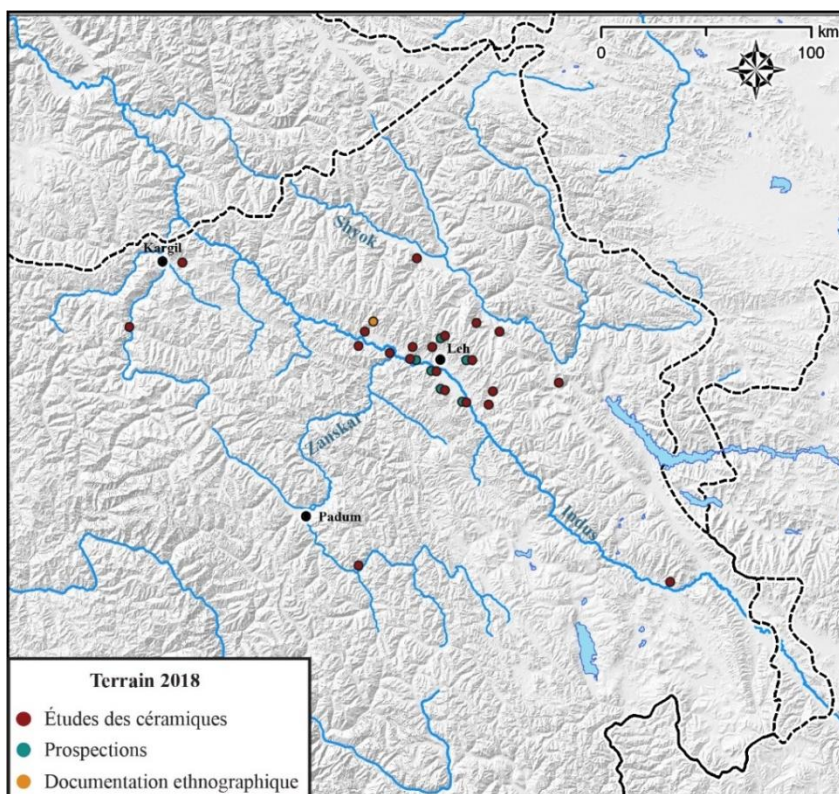 km
0 100
Shyok
Kargil
Leh
Zanskar
Padum
Indus
Terrain 2018
Études des céramiques
Prospections
Documentation ethnographique